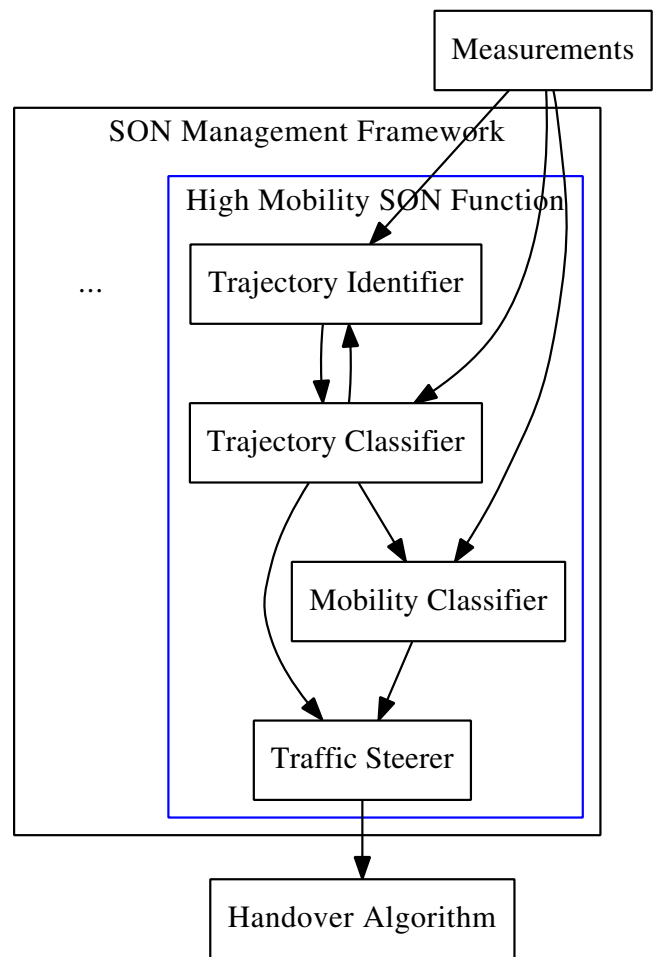 Measurements
SON Management Framework
High Mobility SON Function
Trajectory Identifier
...
Trajectory Classifier
Mobility Classifier
Traffic Steerer
Handover Algorithm